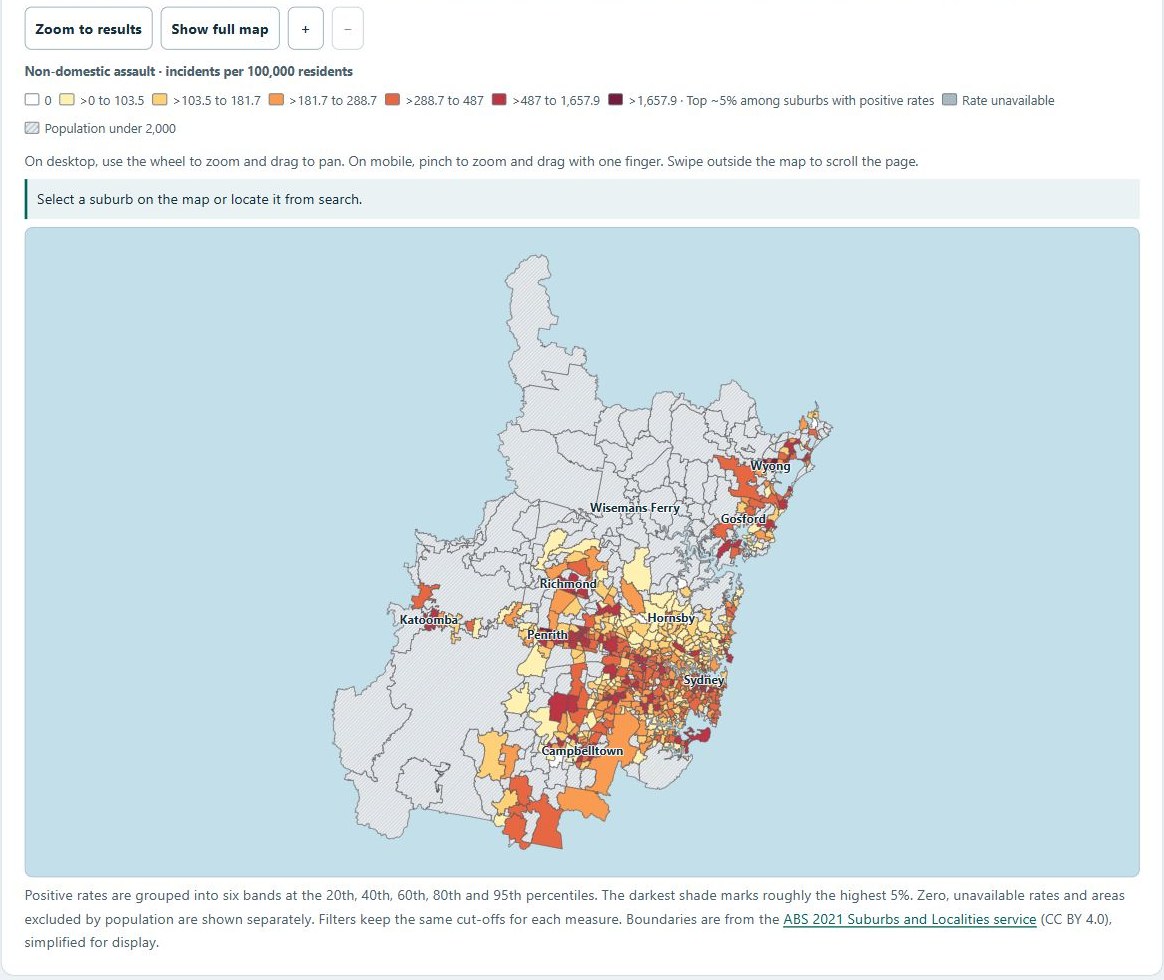 Zoom to results Show full map + −
Non-domestic assault · incidents per 100,000 residents
0 >0 to 103.5 >103.5 to 181.7 >181.7 to 288.7 >288.7 to 487 >487 to 1,657.9 >1,657.9 · Top ~5% among suburbs with positive rates Rate unavailable
Population under 2,000
On desktop, use the wheel to zoom and drag to pan. On mobile, pinch to zoom and drag with one finger. Swipe outside the map to scroll the page.
Select a suburb on the map or locate it from search.
Wyong
Wisemans Ferry
Gosford
Richmond
Katoomba
Hornsby
Penrith
Sydney
Campbelltown
Positive rates are grouped into six bands at the 20th, 40th, 60th, 80th and 95th percentiles. The darkest shade marks roughly the highest 5%. Zero, unavailable rates and areas
excluded by population are shown separately. Filters keep the same cut-offs for each measure. Boundaries are from the ABS 2021 Suburbs and Localities service (CC BY 4.0),
simplified for display.